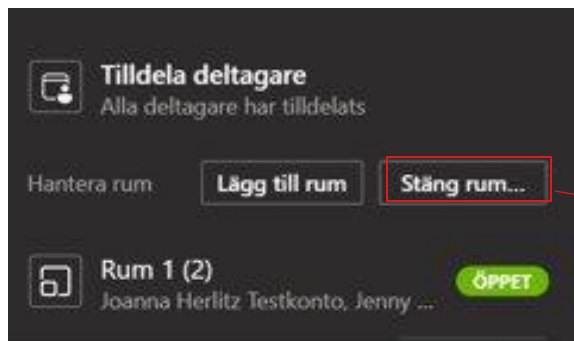 Tilldela deltagare
Alla deltagare har tilldelats
Hantera rum Lägg till rum Stäng rum...
Rum 1 (2) ÖPPET
Joanna Herlitz Testkonto, Jenny ...